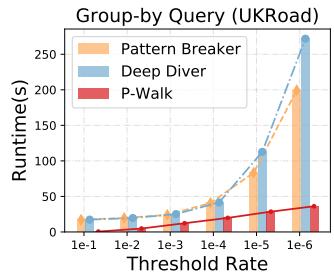 Group-by Query (UKRoad)
Pattern Breaker
Deep Diver
P-Walk
Runtime(s)
250
200
150
100
50
0
1e-1 1e-2 1e-3 1e-4 1e-5 1e-6
Threshold Rate